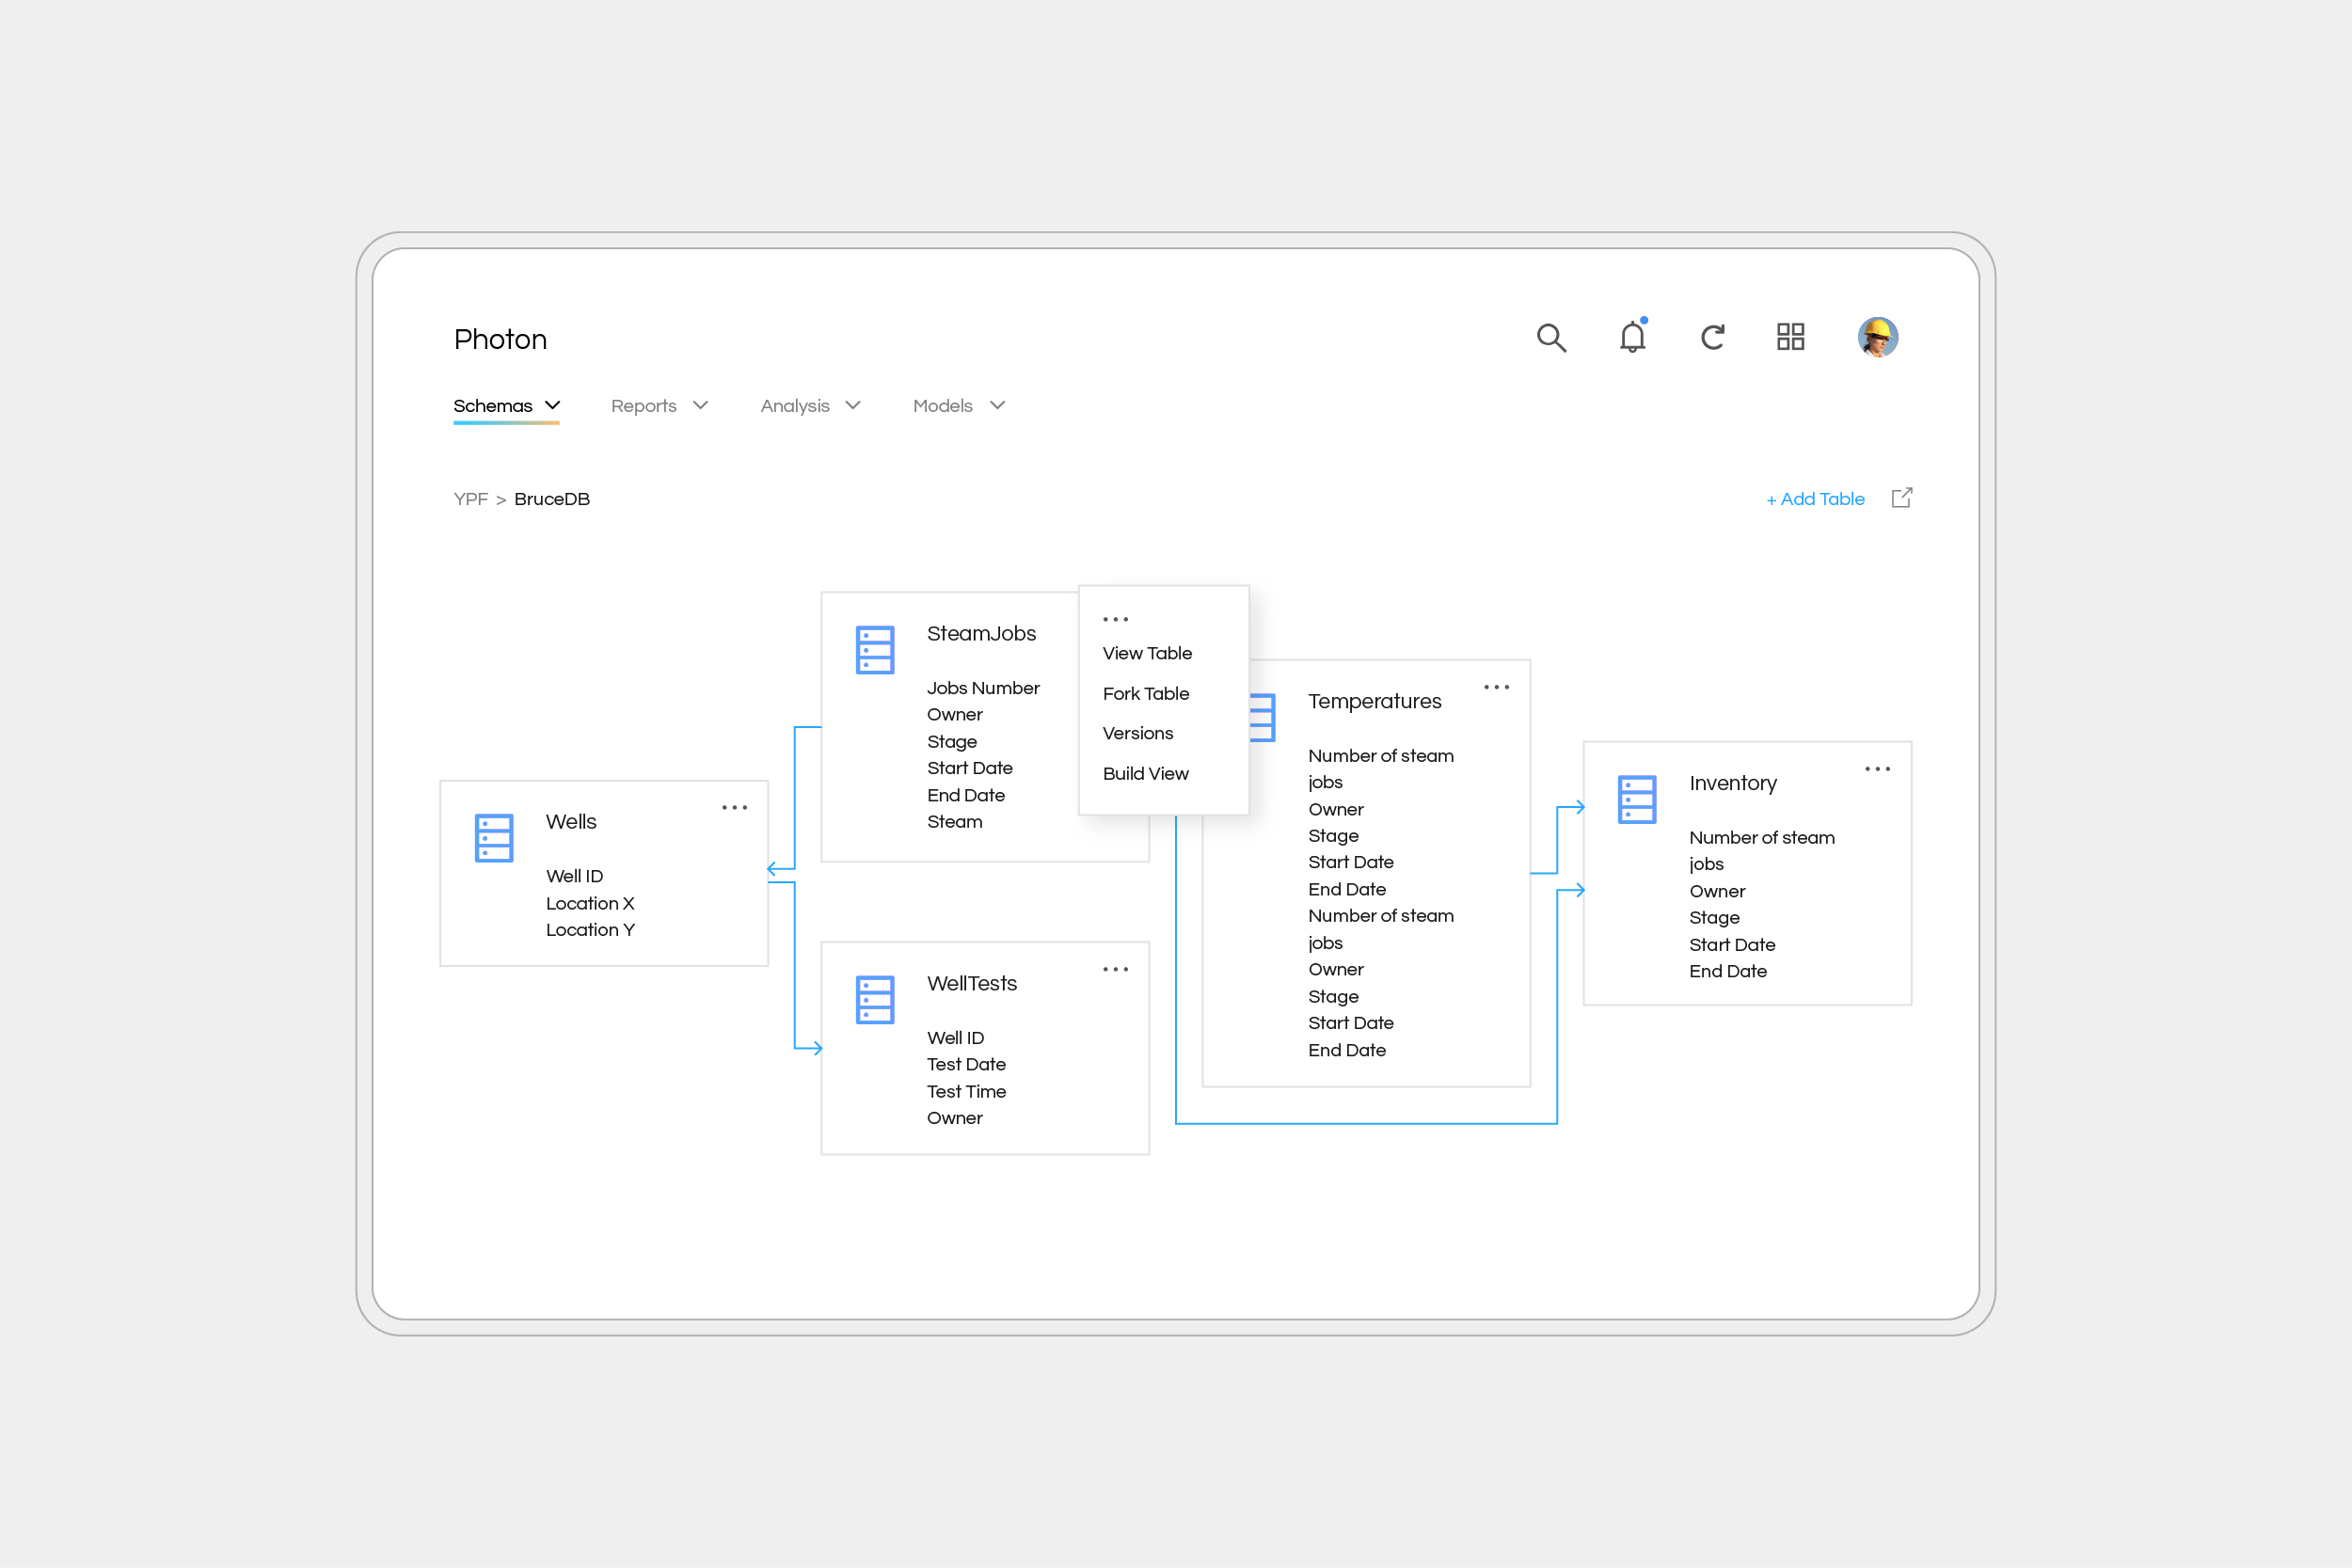 Photon
Schemas
Reports
Analysis
Models
YPF > BruceDB
+ Add Table
SteamJobs
Jobs Number
Owner
Stage
Start Date
End Date
Steam
View Table
Fork Table
Versions
Build View
Temperatures
Number of steam
jobs
Owner
Stage
Start Date
End Date
Number of steam
jobs
Owner
Stage
Start Date
End Date
Inventory
Number of steam
jobs
Owner
Stage
Start Date
End Date
Wells
Well ID
Location X
Location Y
WellTests
Well ID
Test Date
Test Time
Owner